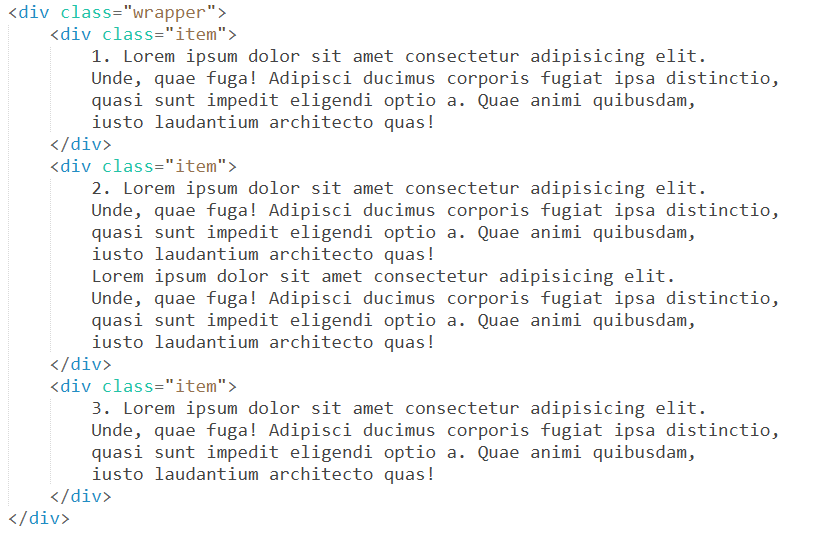 <div class="wrapper">
    <div class="item">
        1. Lorem ipsum dolor sit amet consectetur adipisicing elit.
        Unde, quae fuga! Adipisci ducimus corporis fugiat ipsa distinctio,
        quasi sunt impedit eligendi optio a. Quae animi quibusdam,
        iusto laudantium architecto quas!
    </div>
    <div class="item">
        2. Lorem ipsum dolor sit amet consectetur adipisicing elit.
        Unde, quae fuga! Adipisci ducimus corporis fugiat ipsa distinctio,
        quasi sunt impedit eligendi optio a. Quae animi quibusdam,
        iusto laudantium architecto quas!
        Lorem ipsum dolor sit amet consectetur adipisicing elit.
        Unde, quae fuga! Adipisci ducimus corporis fugiat ipsa distinctio,
        quasi sunt impedit eligendi optio a. Quae animi quibusdam,
        iusto laudantium architecto quas!
    </div>
    <div class="item">
        3. Lorem ipsum dolor sit amet consectetur adipisicing elit.
        Unde, quae fuga! Adipisci ducimus corporis fugiat ipsa distinctio,
        quasi sunt impedit eligendi optio a. Quae animi quibusdam,
        iusto laudantium architecto quas!
    </div>
</div>